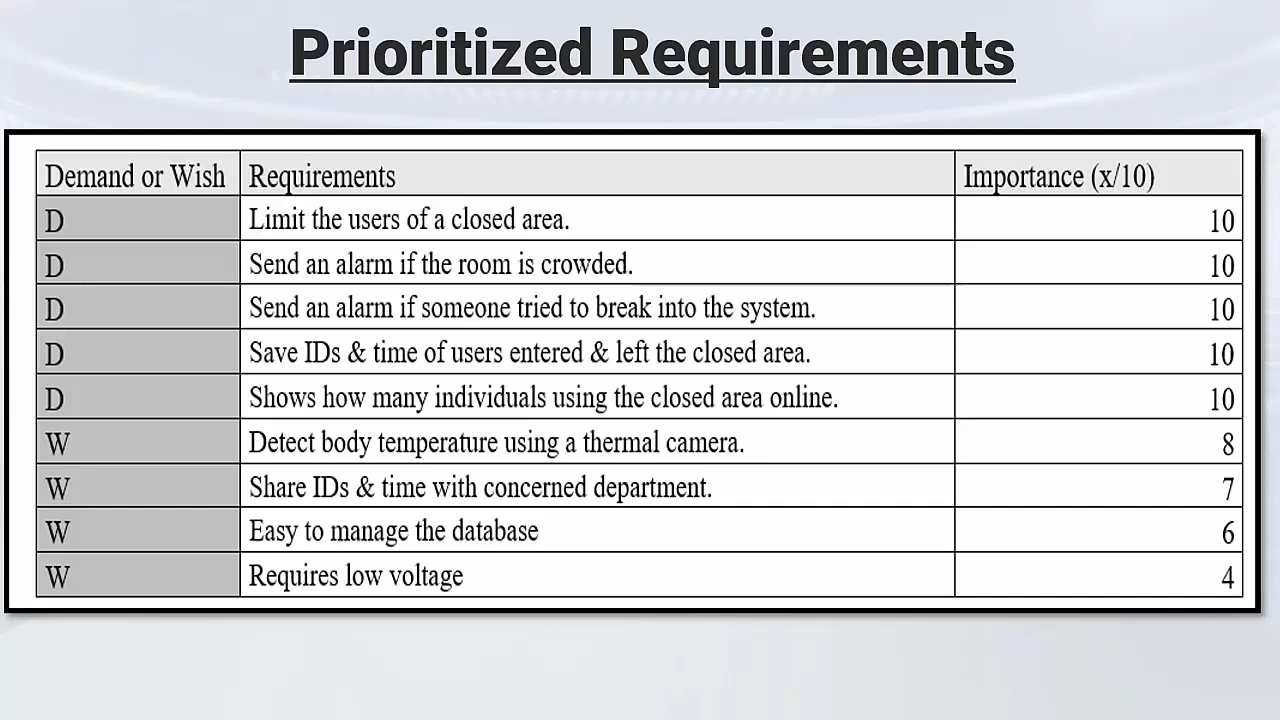 Prioritized Requirements
Demand or Wish Requirements Importance (x/10)
D Limit the users of a closed area. 10
D Send an alarm if the room is crowded. 10
D Send an alarm if someone tried to break into the system. 10
D Save IDs & time of users entered & left the closed area. 10
D Shows how many individuals using the closed area online. 10
W Detect body temperature using a thermal camera. 8
W Share IDs & time with concerned department. 7
W Easy to manage the database 6
W Requires low voltage 4